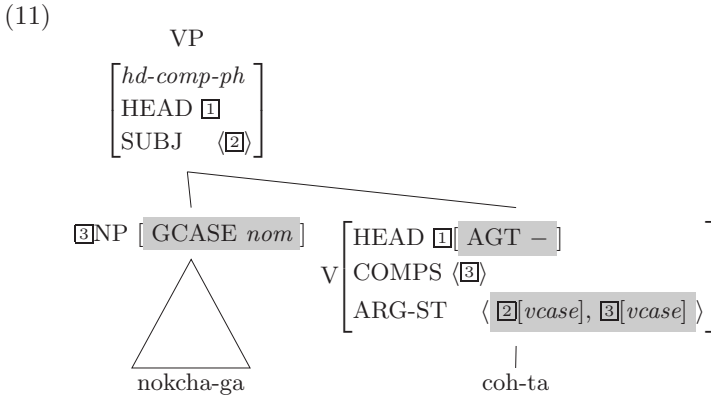 (11)
VP
hd-comp-ph
HEAD 1
SUBJ ⟨2⟩
3NP [ GCASE nom ]
V
HEAD 1[ AGT − ]
COMPS ⟨3⟩
ARG-ST ⟨ 2[vcase], 3[vcase] ⟩
nokcha-ga
coh-ta